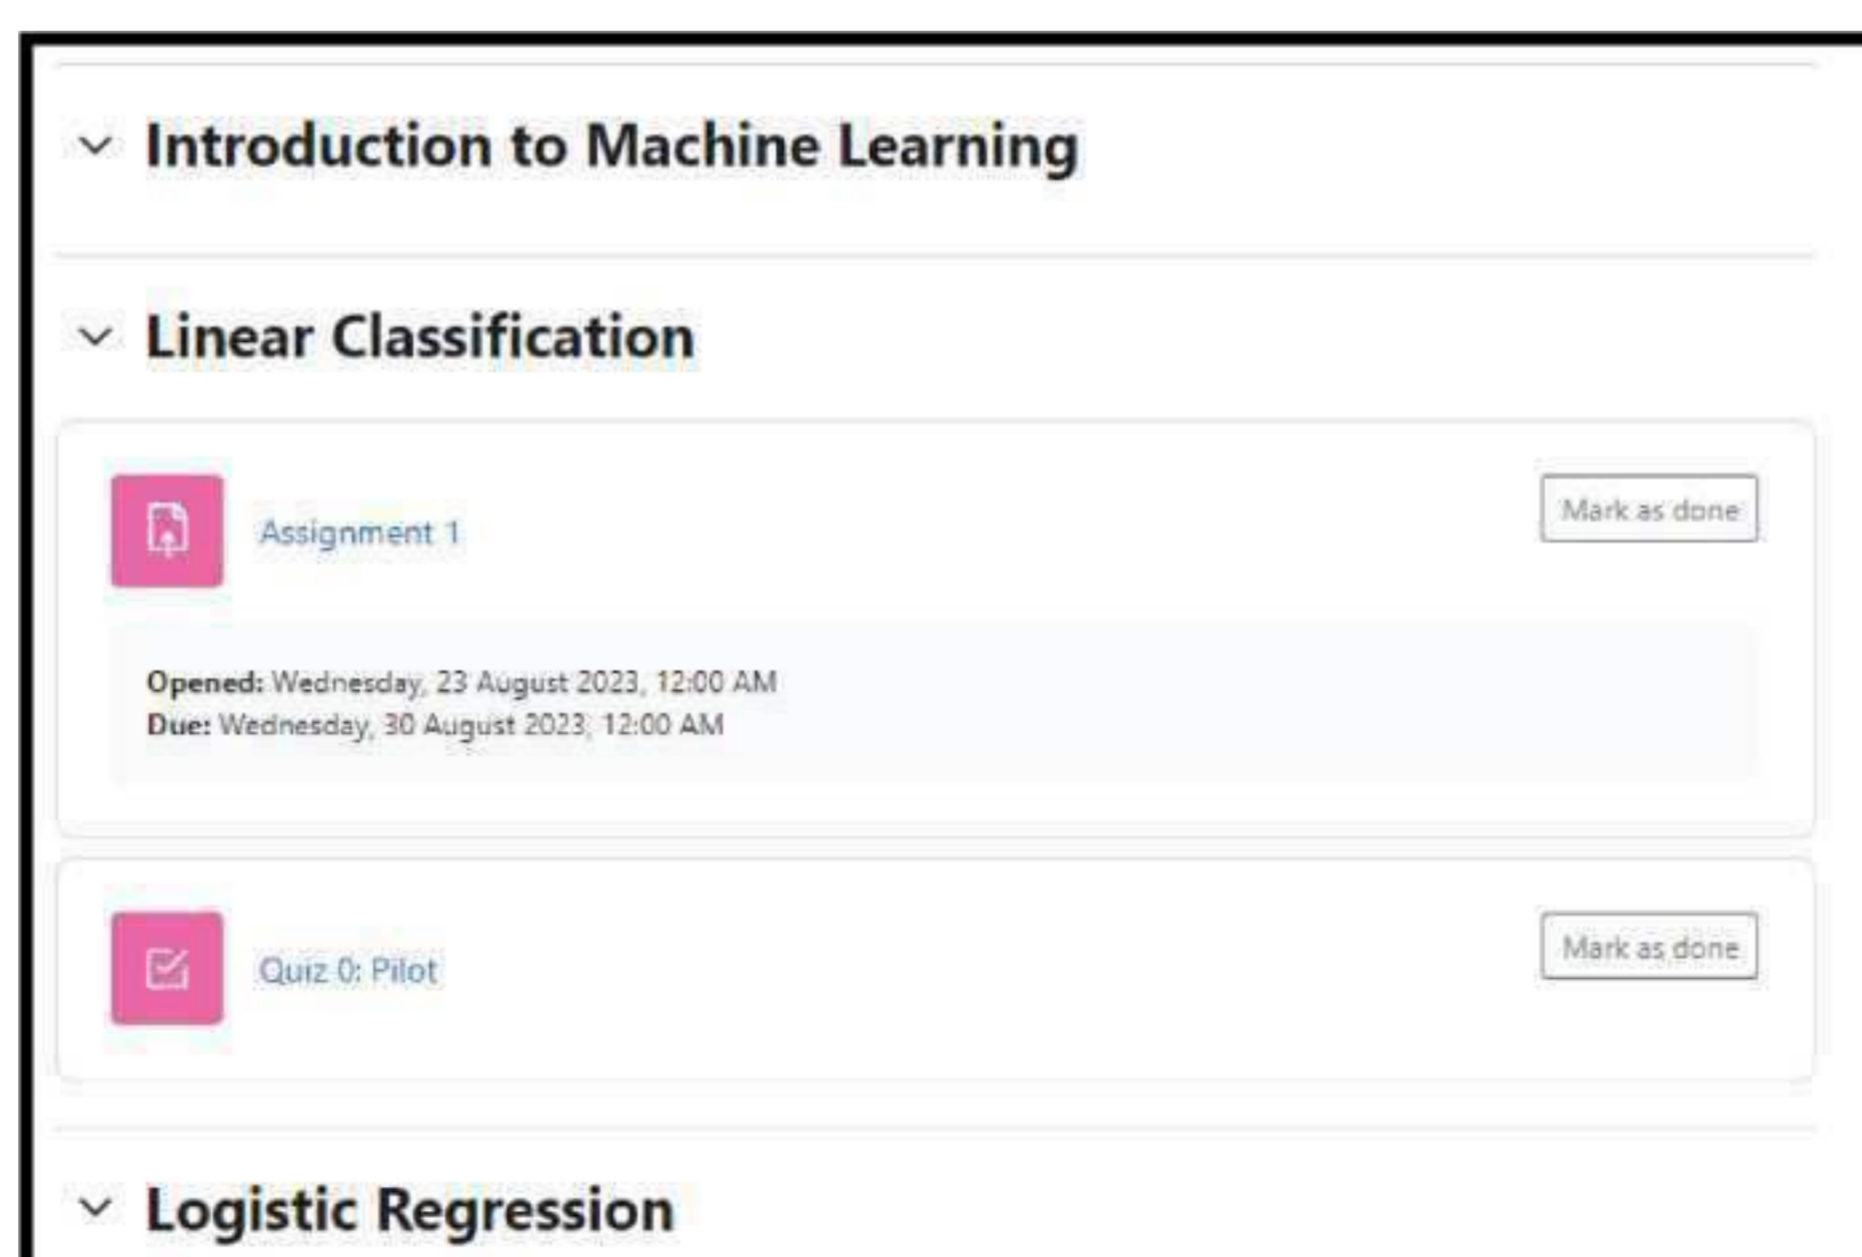 Introduction to Machine Learning
Linear Classification
Assignment 1
Mark as done
Opened: Wednesday, 23 August 2023, 12:00 AM
Due: Wednesday, 30 August 2023, 12:00 AM
Quiz 0: Pilot
Mark as done
Logistic Regression